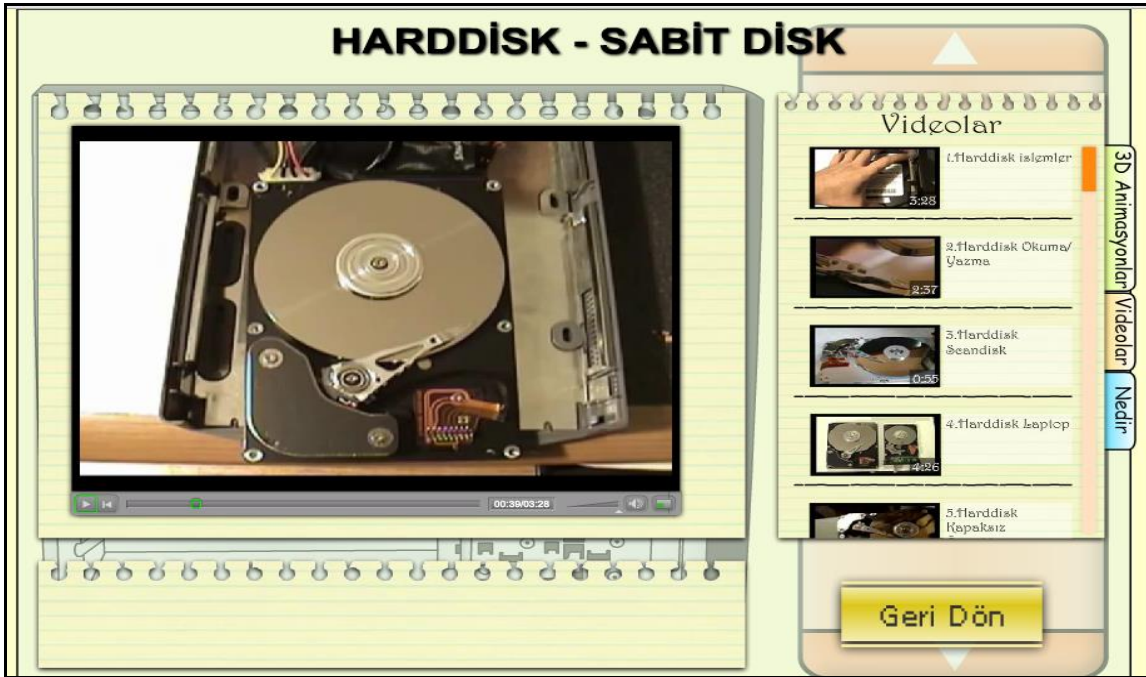 HARDDİSK - SABİT DİSK
Videolar
1.Harddisk islemler
3:28
2.Harddisk Okuma/
Yazma
2:37
3.Harddisk
Scandisk
0:55
4.Harddisk Laptop
4:26
5.Harddisk
Kapaksız
00:39/03:28
3D Animasyonlar
Videolar
Nedir
Geri Dön